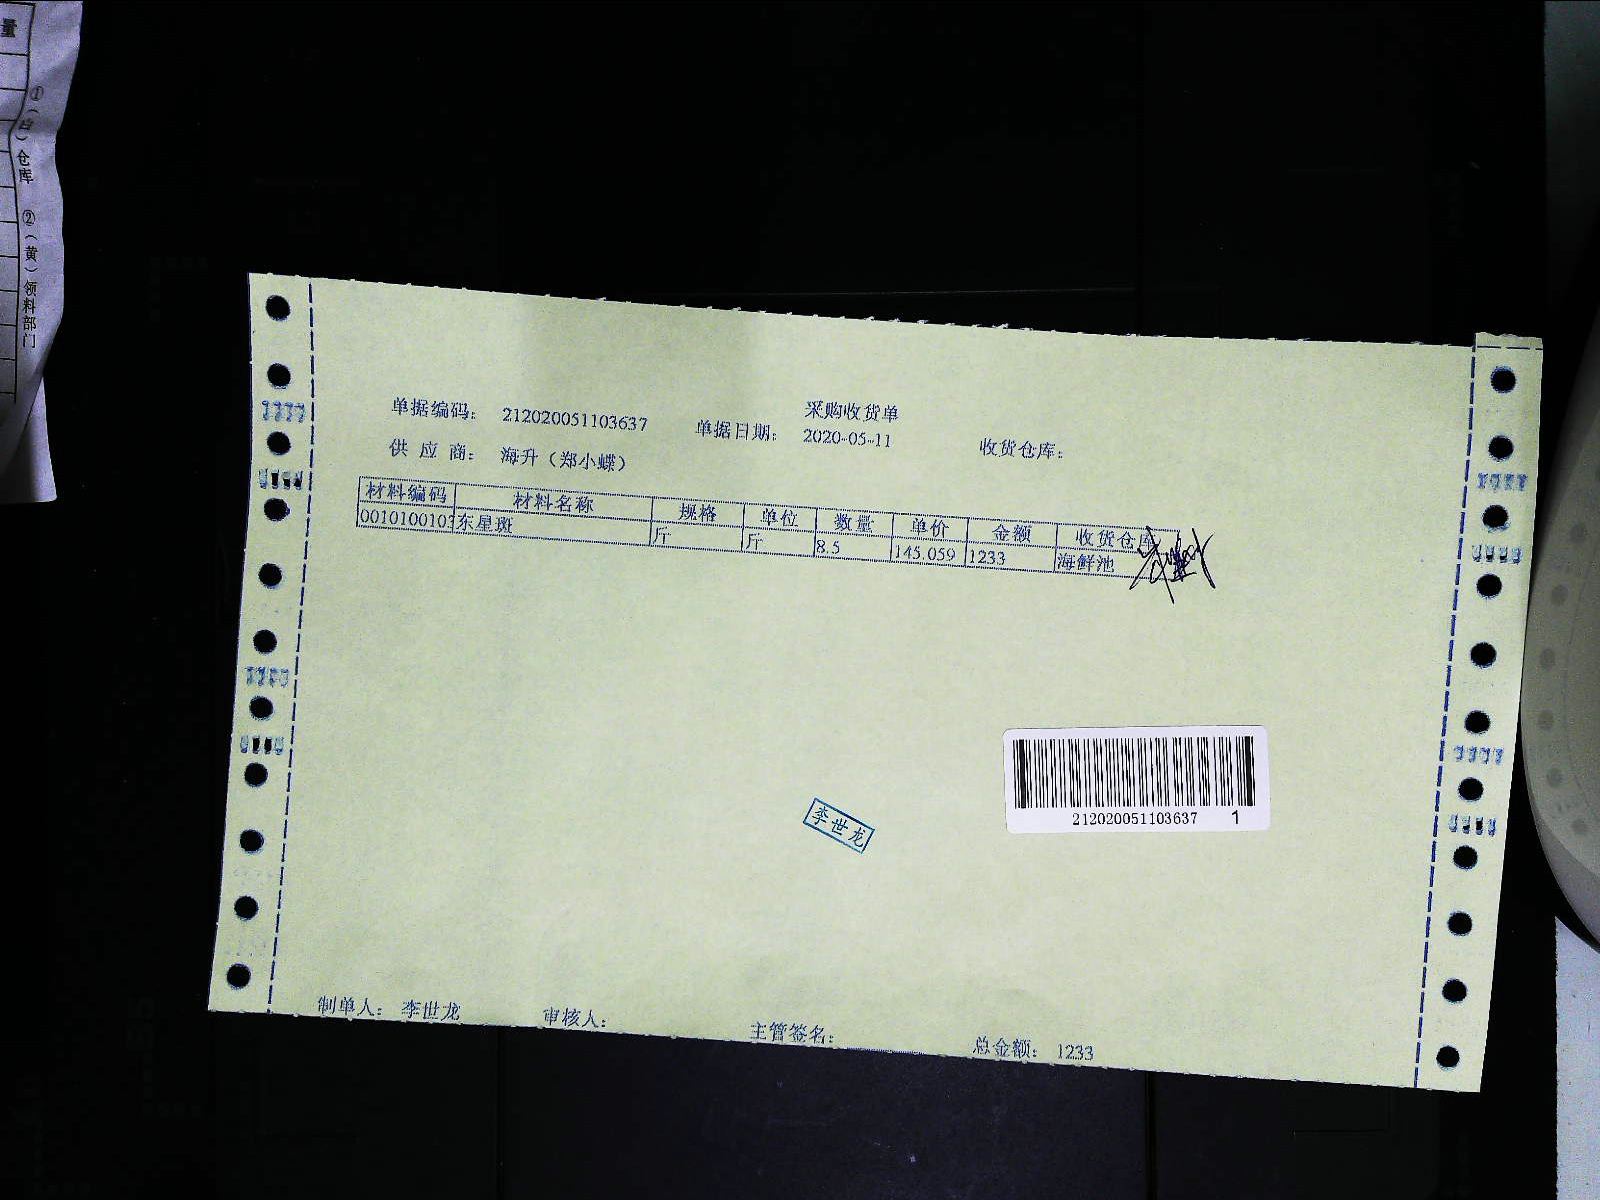 量
①（白）仓库 ②（黄）领料部门
采购收货单
单据编码: 212020051103637 单据日期: 2020-05-11 收货仓库:
供 应 商: 海升（郑小蝶）
材料编码 材料名称 规格 单位 数量 单价 金额 收货仓库
0010100103 东星斑 斤 斤 8.5 145.059 1233 海鲜池
212020051103637 1
李世龙
制单人: 李世龙 审核人: 主管签名: 总金额: 1233